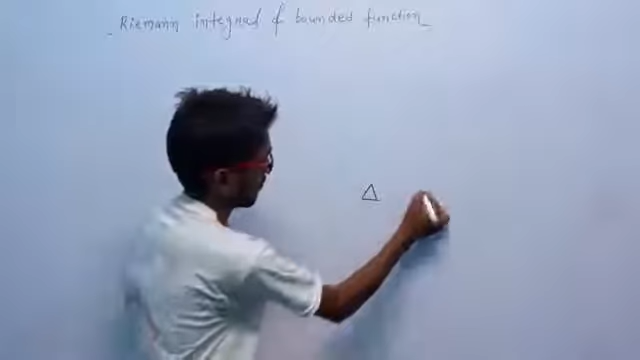 Riemann integral of bounded function
Δ